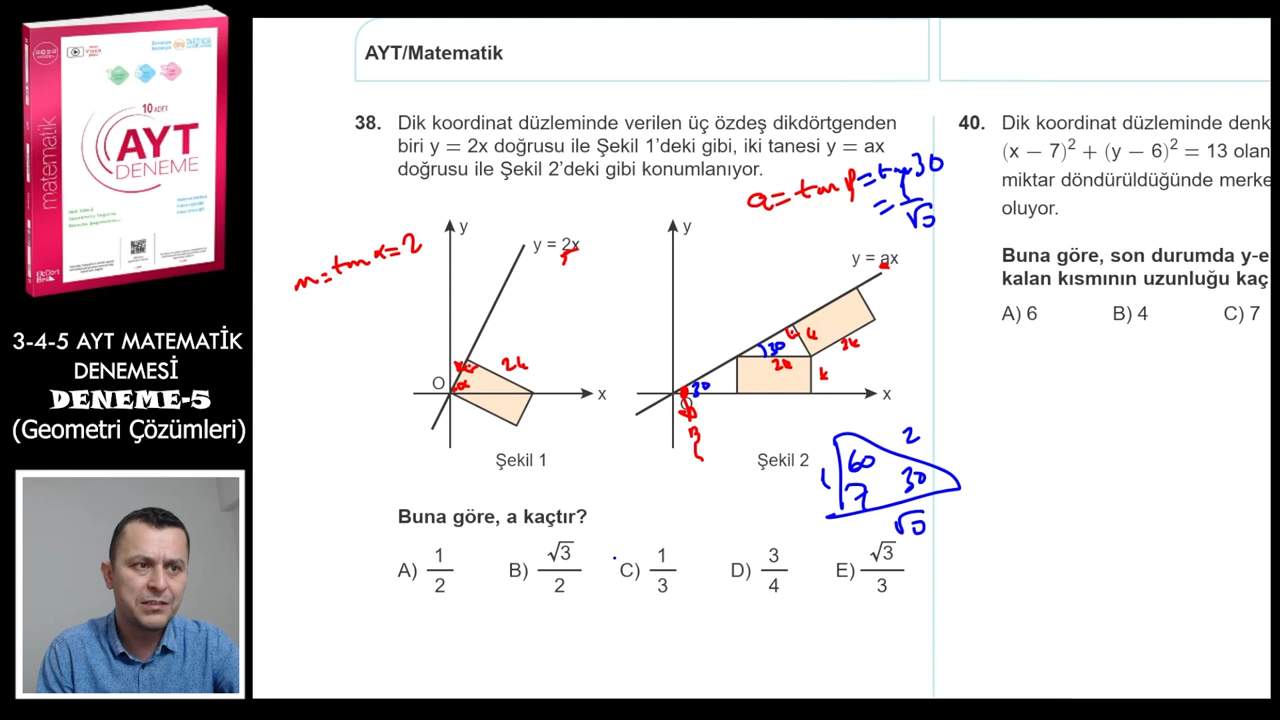 10 ADET
AYT
DENEME
matematik
3-4-5 AYT MATEMATİK
DENEMESİ
DENEME-5
(Geometri Çözümleri)
AYT/Matematik
38. Dik koordinat düzleminde verilen üç özdeş dikdörtgenden
biri y = 2x doğrusu ile Şekil 1'deki gibi, iki tanesi y = ax
doğrusu ile Şekil 2'deki gibi konumlanıyor.
m = tan α = 2
y
y = 2x
O
x
2k
k
α
Şekil 1
a = tan β = tan 30
= 1/√3
y
y = ax
x
30
30
k
2k
2k
k
β
Şekil 2
2
60
1
30
√3
Buna göre, a kaçtır?
A) 1/2 B) √3/2 C) 1/3 D) 3/4 E) √3/3
40. Dik koordinat düzleminde denk
(x − 7)² + (y − 6)² = 13 olan
miktar döndürüldüğünde merke
oluyor.
Buna göre, son durumda y-e
kalan kısmının uzunluğu kaç
A) 6 B) 4 C) 7